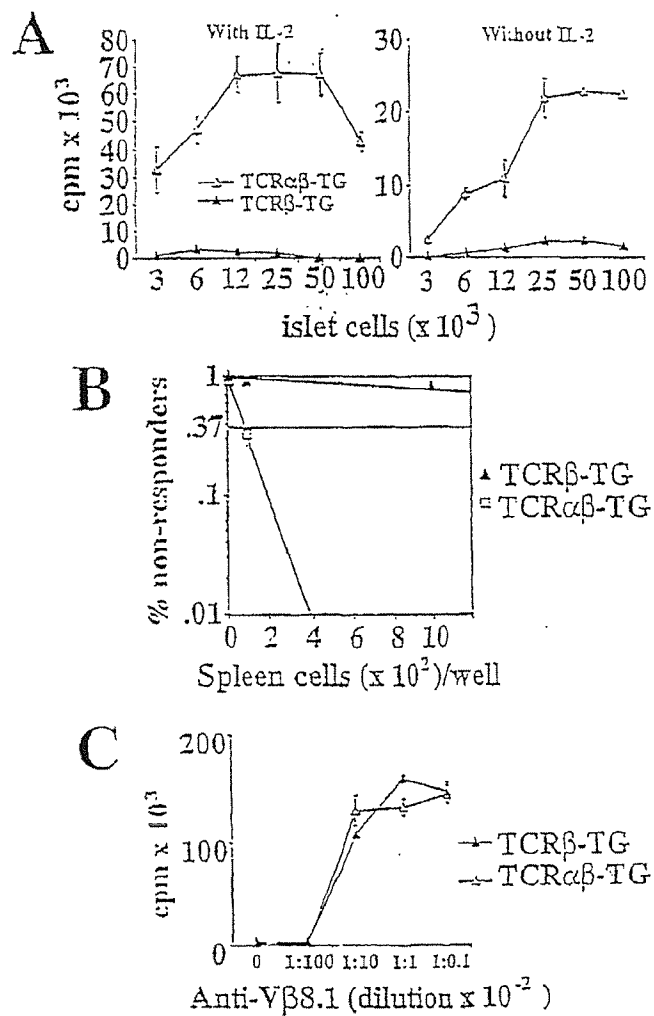 A
With IL-2
Without IL-2
cpm x 10³
80
70
60
50
40
30
20
10
0
TCRαβ-TG
TCRβ-TG
3 6 12 25 50 100
30
20
10
0
3 6 12 25 50 100
islet cells (x 10³)
B
% non-responders
1
.37
.1
.01
0 2 4 6 8 10
TCRβ-TG
TCRαβ-TG
Spleen cells (x 10²)/well
C
cpm x 10³
200
100
0
0 1:100 1:10 1:1 1:0.1
TCRβ-TG
TCRαβ-TG
Anti-Vβ8.1 (dilution x 10⁻²)